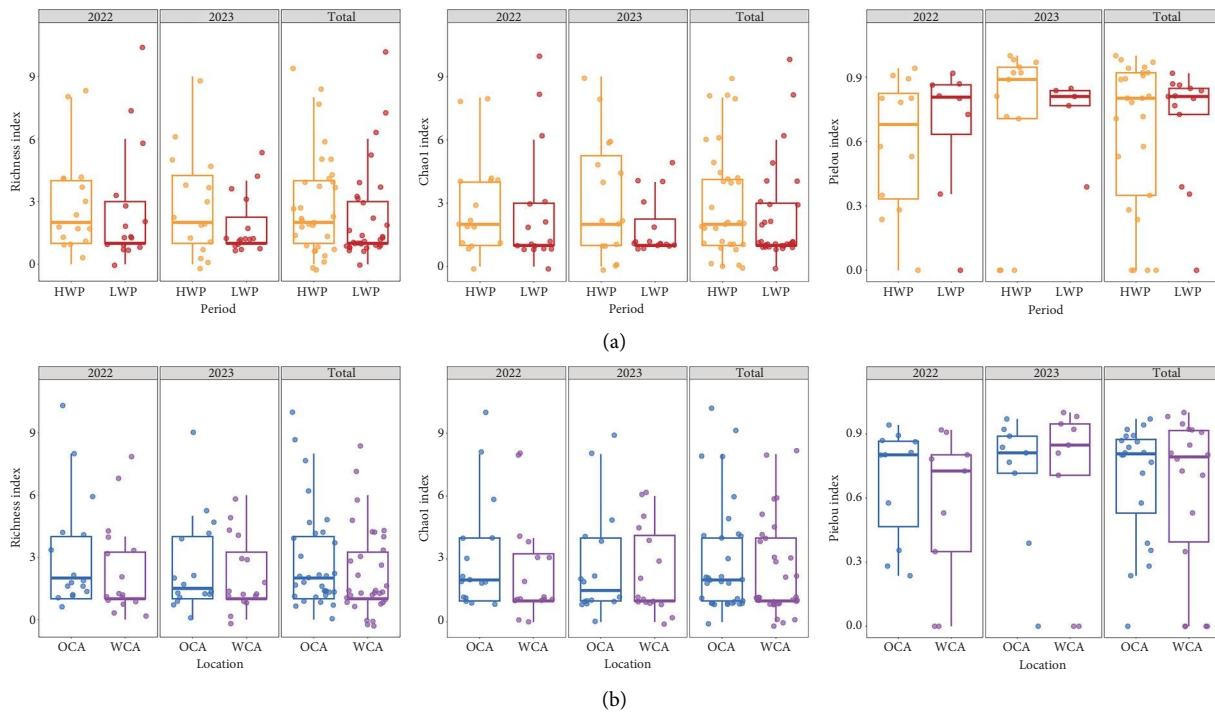 2022 2023 Total
Richness index
9
6
3
0
HWP LWP HWP LWP HWP LWP
Period
2022 2023 Total
Chao1 index
9
6
3
0
HWP LWP HWP LWP HWP LWP
Period
2022 2023 Total
Pielou index
0.9
0.6
0.3
0.0
HWP LWP HWP LWP HWP LWP
Period
(a)
2022 2023 Total
Richness index
9
6
3
0
OCA WCA OCA WCA OCA WCA
Location
2022 2023 Total
Chao1 index
9
6
3
0
OCA WCA OCA WCA OCA WCA
Location
2022 2023 Total
Pielou index
0.9
0.6
0.3
0.0
OCA WCA OCA WCA OCA WCA
Location
(b)